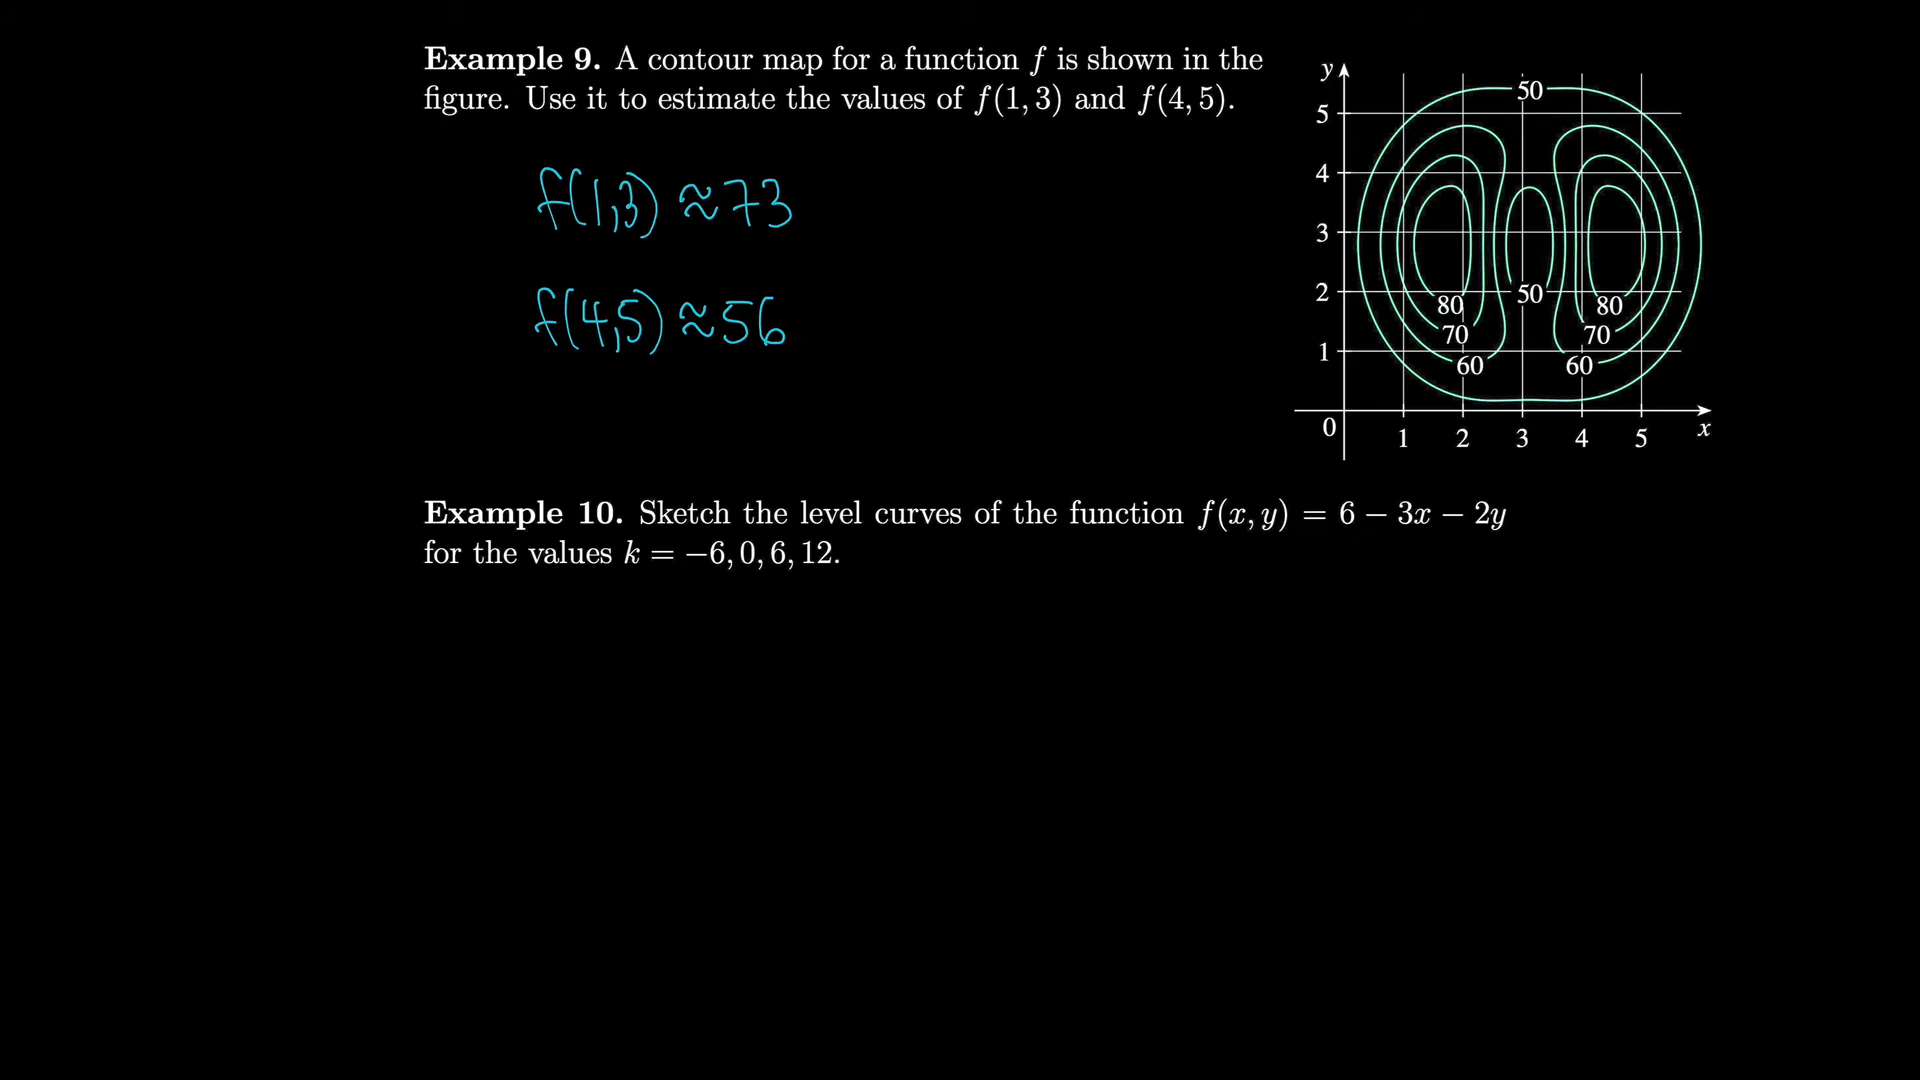 Example 9. A contour map for a function f is shown in the
figure. Use it to estimate the values of f(1, 3) and f(4, 5).
f(1,3) ≈ 73
f(4,5) ≈ 56
y
5
4
3
2
1
0
1 2 3 4 5
x
50
50
80
80
70
70
60
60
Example 10. Sketch the level curves of the function f(x, y) = 6 − 3x − 2y
for the values k = −6, 0, 6, 12.